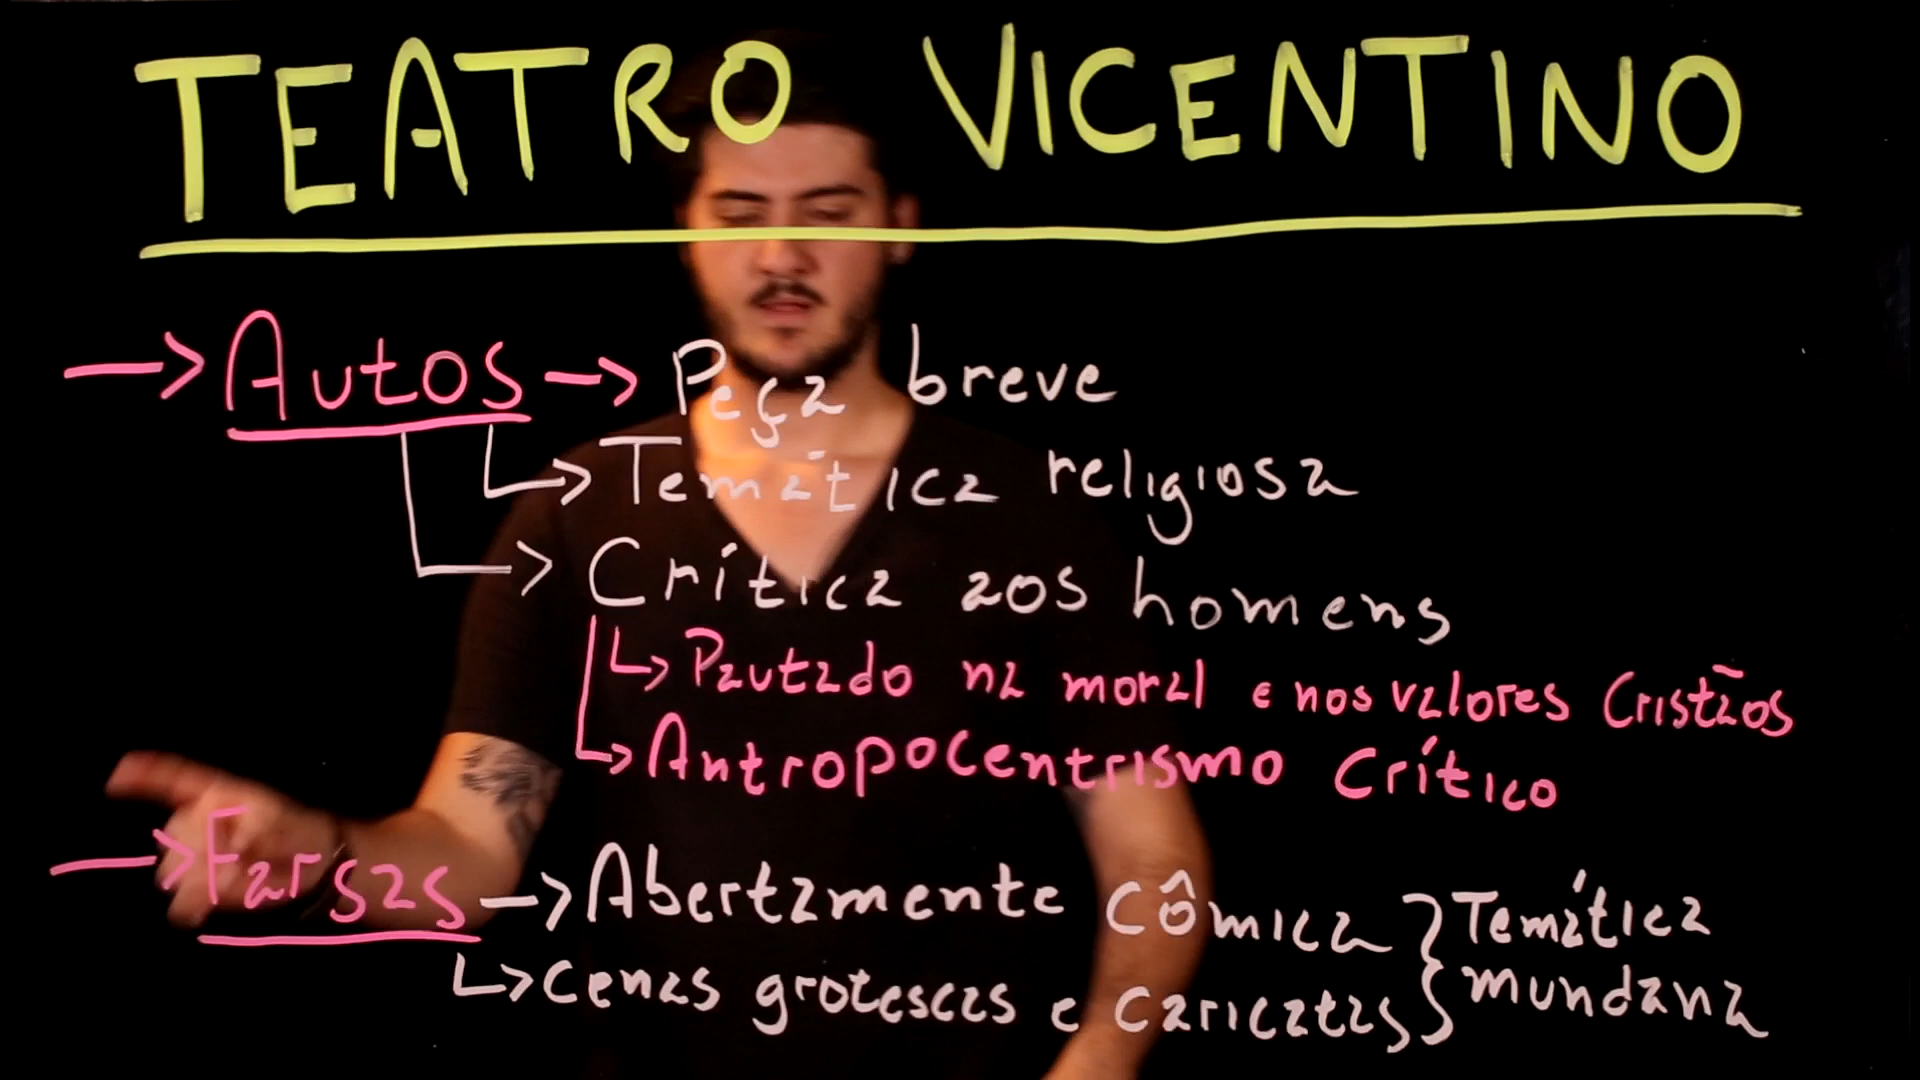 TEATRO VICENTINO
→ Autos → Peça breve
→ Temática religiosa
→ Crítica aos homens
→ Pautado na moral e nos valores Cristãos
→ Antropocentrismo Crítico
→ Farsas → Abertamente Cômica } Temática
→ Cenas grotescas e Caricatas } mundana